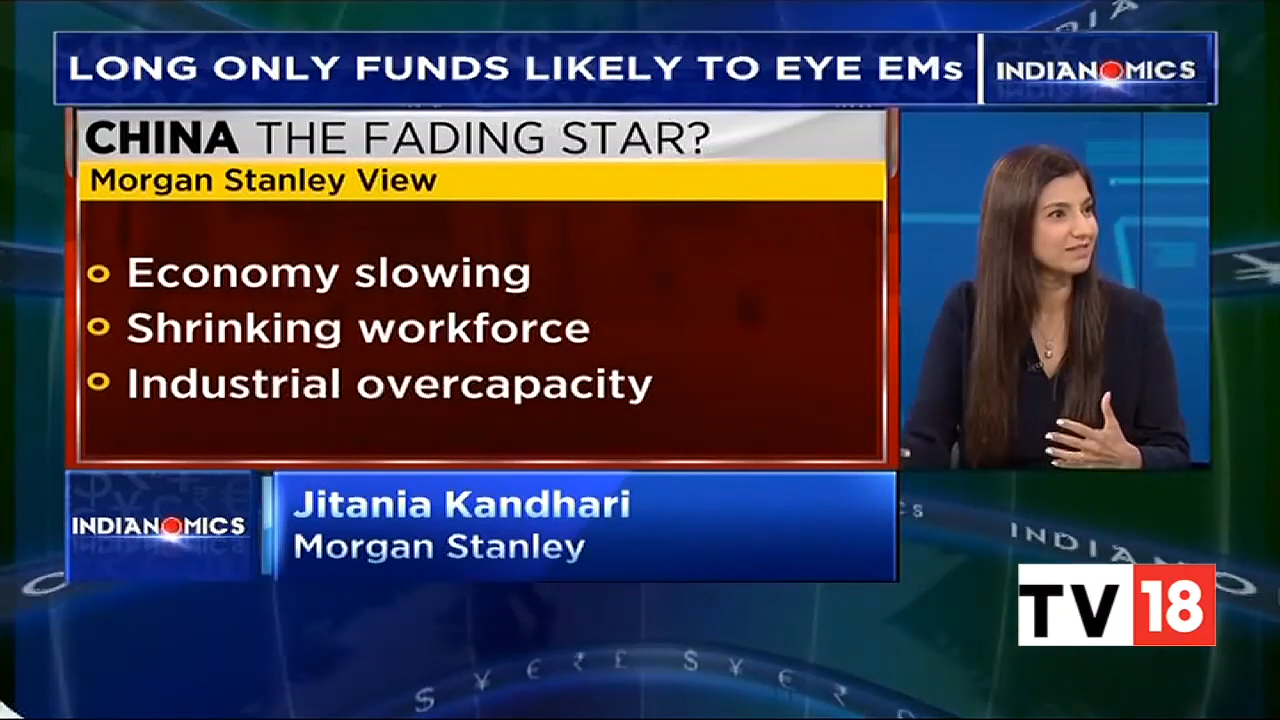 LONG ONLY FUNDS LIKELY TO EYE EMs
INDIANOMICS
CHINA THE FADING STAR?
Morgan Stanley View
Economy slowing
Shrinking workforce
Industrial overcapacity
INDIANOMICS
Jitania Kandhari
Morgan Stanley
INDIANO
TV18